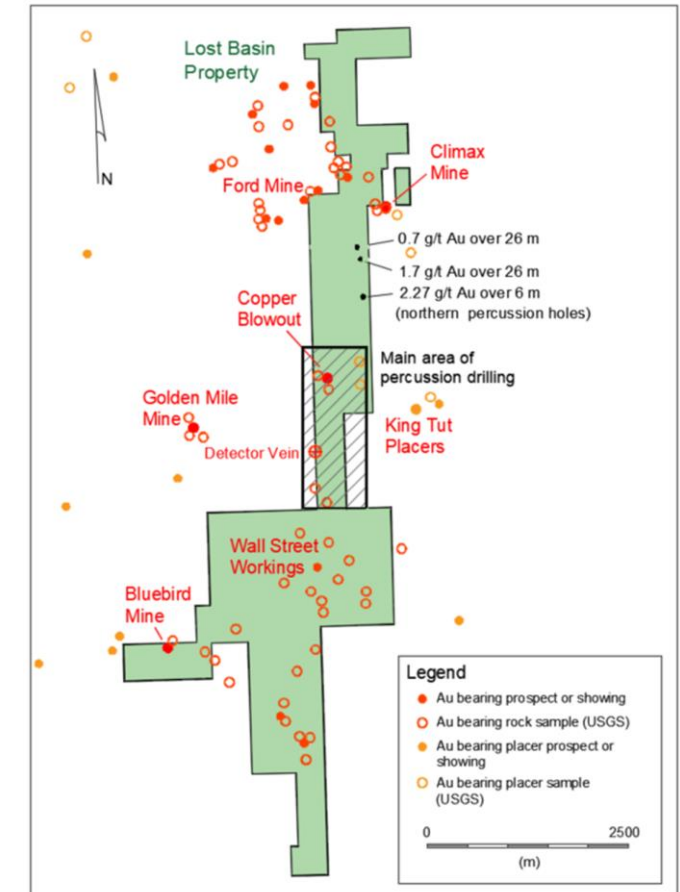 Lost Basin
Property
N
Climax
Mine
Ford Mine
0.7 g/t Au over 26 m
1.7 g/t Au over 26 m
2.27 g/t Au over 6 m
(northern percussion holes)
Copper
Blowout
Main area of
percussion drilling
Golden Mile
Mine
King Tut
Placers
Detector Vein
Wall Street
Workings
Bluebird
Mine
Legend
Au bearing prospect or showing
Au bearing rock sample (USGS)
Au bearing placer prospect or
showing
Au bearing placer sample
(USGS)
0 2500
(m)